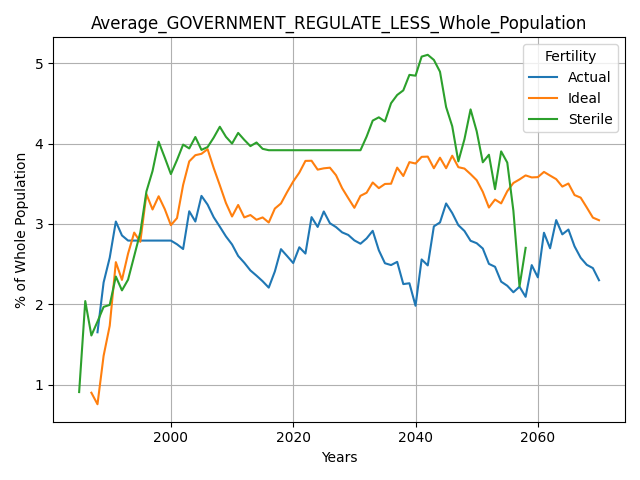 Average_GOVERNMENT_REGULATE_LESS_Whole_Population
Fertility
Actual
Ideal
Sterile
% of Whole Population
5
4
3
2
1
2000
2020
2040
2060
Years